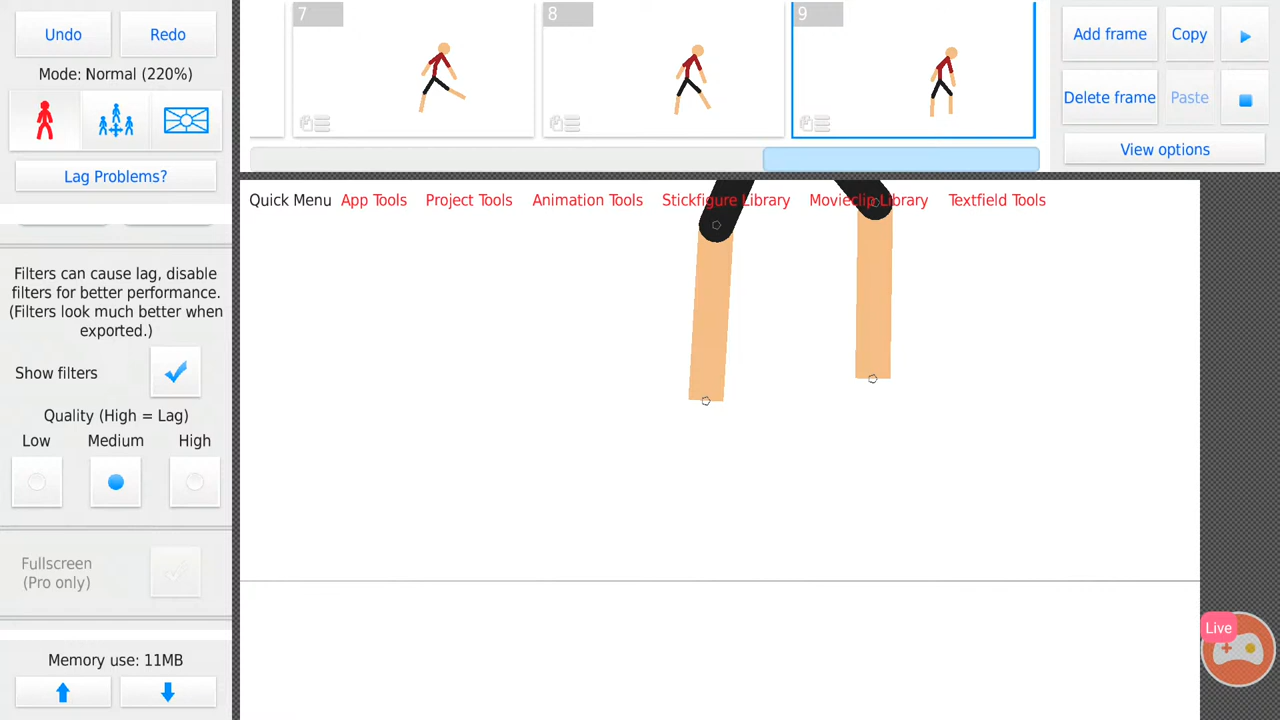 Undo
Redo
Mode: Normal (220%)
Lag Problems?
Filters can cause lag, disable
filters for better performance.
(Filters look much better when
exported.)
Show filters
Quality (High = Lag)
Low
Medium
High
Fullscreen
(Pro only)
Memory use: 11MB
7
8
9
Add frame
Copy
Delete frame
Paste
View options
Quick Menu
App Tools
Project Tools
Animation Tools
Stickfigure Library
Movieclip Library
Textfield Tools
Live